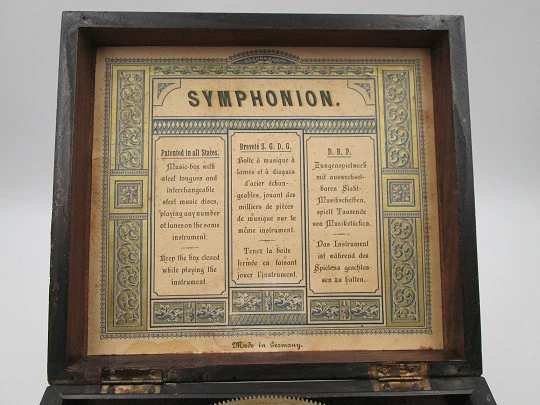 SYMPHONION.
Patented in all States.
Music-box with
steel tongues and
interchangeable
steel music discs,
playing any number
of tunes on the same
instrument.
Keep the box closed
while playing the
instrument.
Breveté S. G. D. G.
Boîte à musique à
lames et à disques
d'acier échan-
geables, jouant des
milliers de pièces
de musique sur le
même instrument.
Tenez la boîte
fermée en faisant
jouer l'instrument.
D. R. P.
Zungenspielwerk
mit auswechsel-
baren Stahl-
Musikscheiben,
spielt Tausende
von Musikstücken.
Das Instrument
ist während des
Spielens geschlos-
sen zu halten.
Made in Germany.